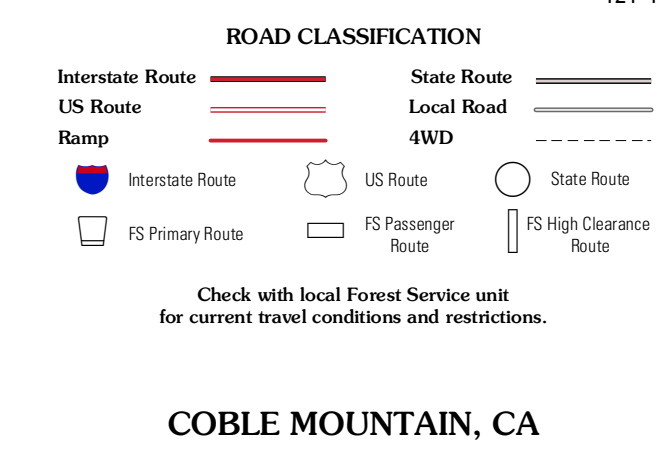 ROAD CLASSIFICATION
Interstate Route
State Route
US Route
Local Road
Ramp
4WD
Interstate Route
US Route
State Route
FS Primary Route
FS Passenger
Route
FS High Clearance
Route
Check with local Forest Service unit
for current travel conditions and restrictions.
COBLE MOUNTAIN, CA